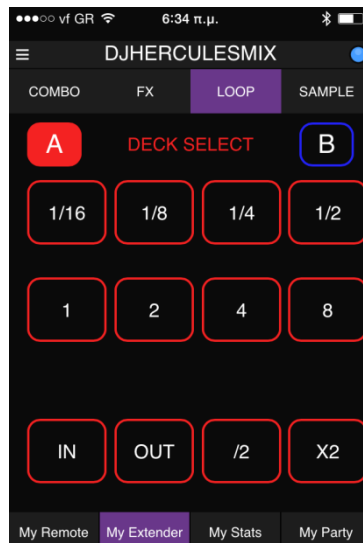 vf GR 6:34 π.μ.
DJHERCULESMIX
COMBO FX LOOP SAMPLE
A DECK SELECT B
1/16 1/8 1/4 1/2
1 2 4 8
IN OUT /2 X2
My Remote My Extender My Stats My Party